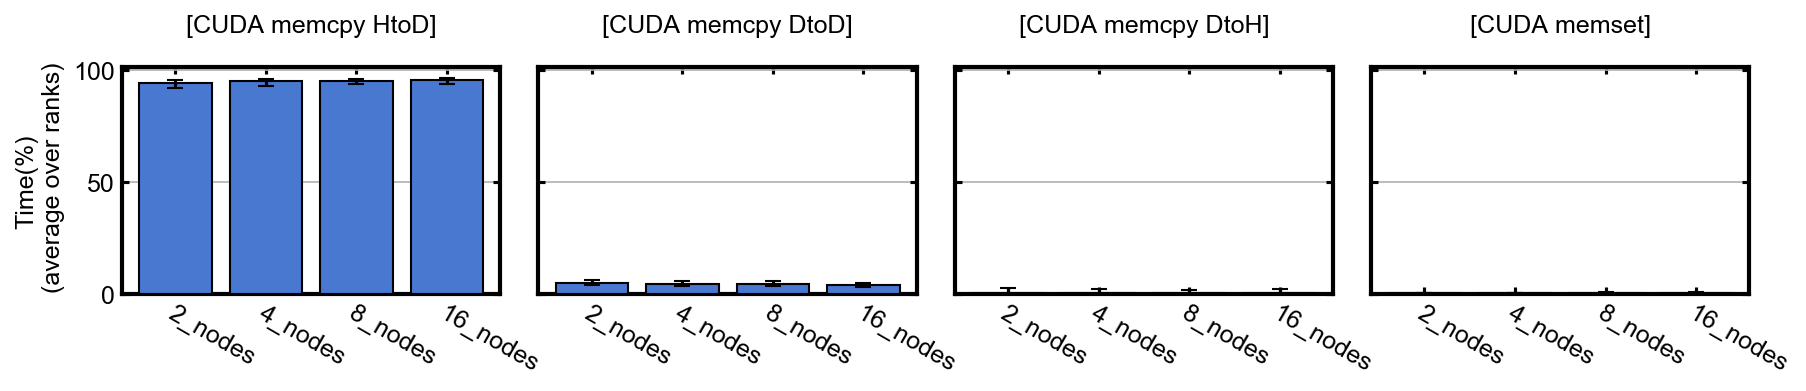 [CUDA memcpy HtoD]
[CUDA memcpy DtoD]
[CUDA memcpy DtoH]
[CUDA memset]
Time(%)
(average over ranks)
100
50
0
2_nodes
4_nodes
8_nodes
16_nodes
2_nodes
4_nodes
8_nodes
16_nodes
2_nodes
4_nodes
8_nodes
16_nodes
2_nodes
4_nodes
8_nodes
16_nodes